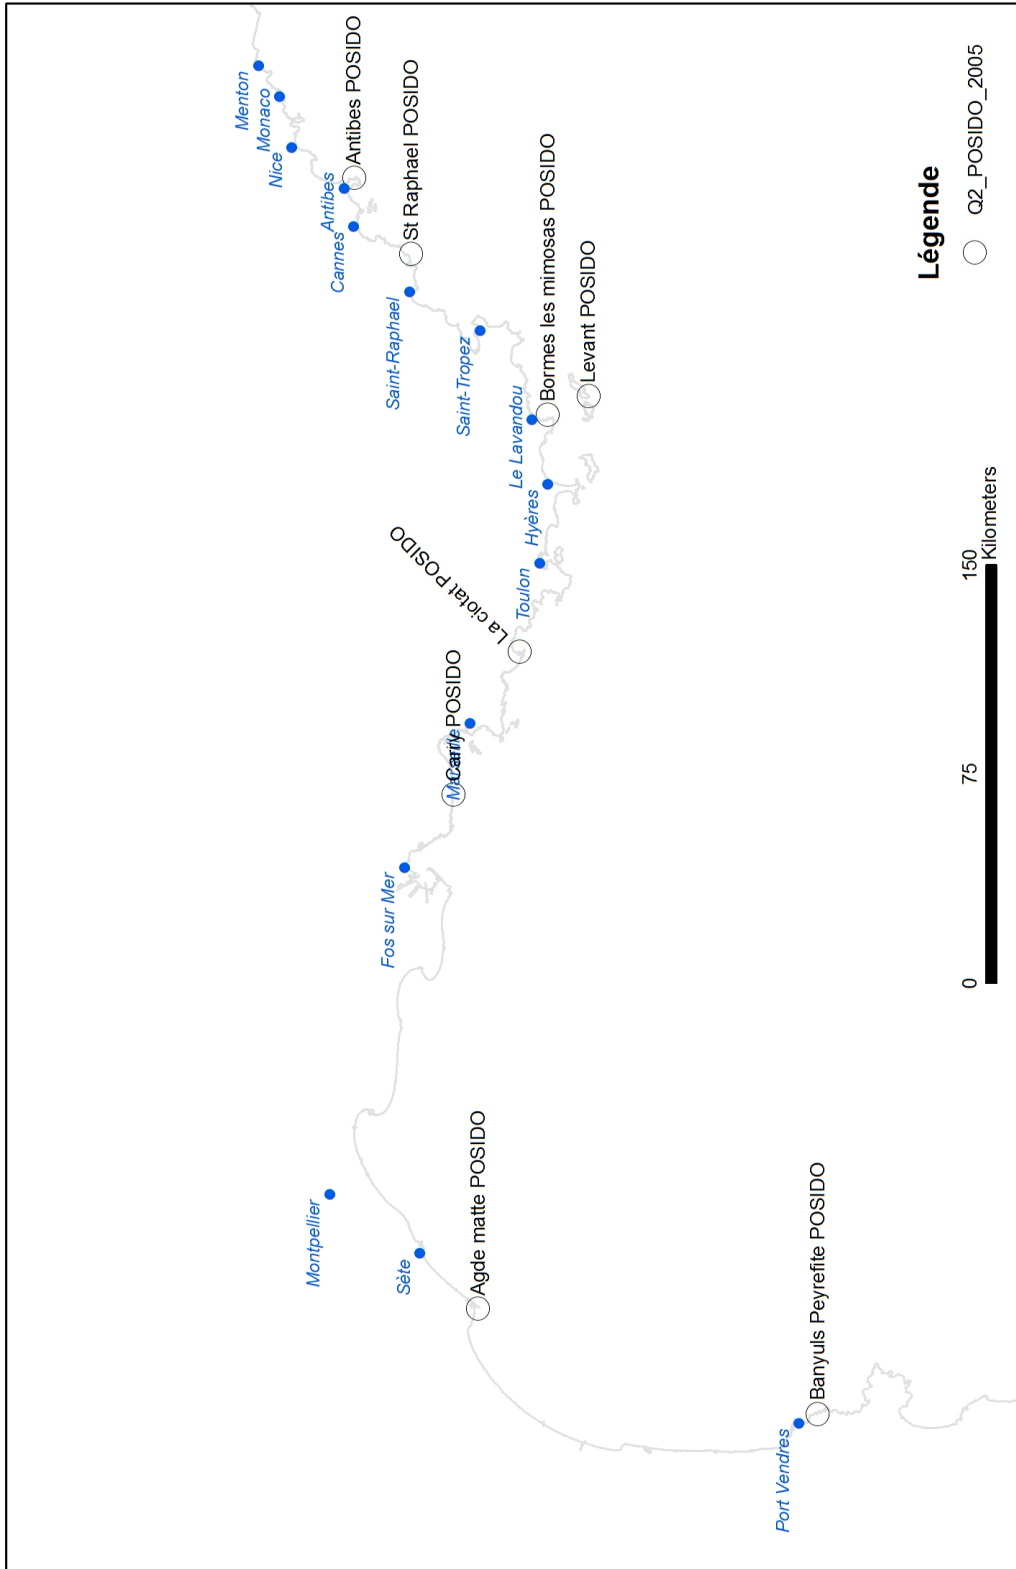 Menton
Monaco
Nice
Antibes
Antibes POSIDO
Cannes
St Raphael POSIDO
Saint-Raphael
Saint-Tropez
Le Lavandou
Bormes les mimosas POSIDO
Levant POSIDO
Hyères
Toulon
La ciotat POSIDO
Marseille
Carry POSIDO
Fos sur Mer
Montpellier
Sète
Agde matte POSIDO
Port Vendres
Banyuls Peyrefite POSIDO
Légende
Q2_POSIDO_2005
0 75 150
Kilometers